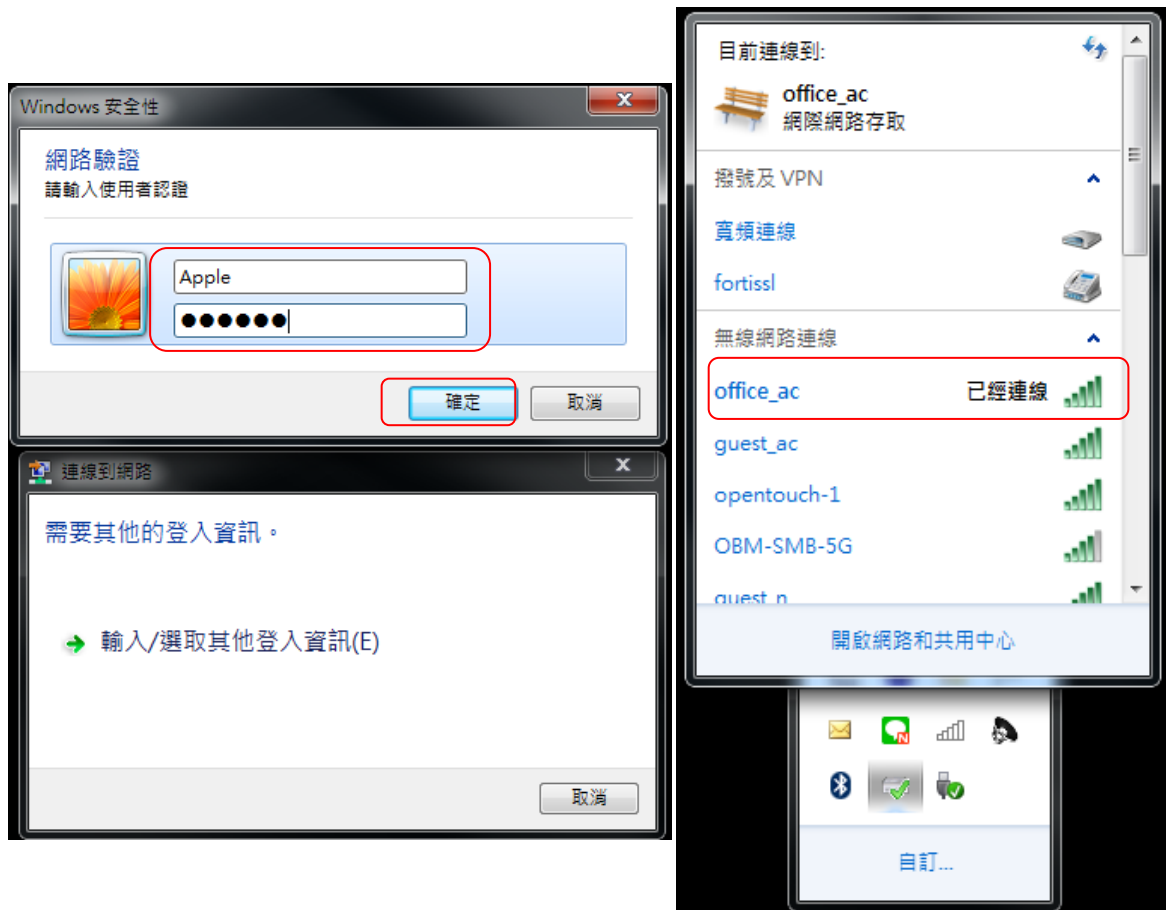 Windows 安全性
網路驗證
請輸入使用者認證
Apple
●●●●●●
確定
取消
連線到網路
需要其他的登入資訊。
輸入/選取其他登入資訊(E)
取消
目前連線到:
office_ac
網際網路存取
撥號及 VPN
寬頻連線
fortissl
無線網路連線
office_ac 已經連線
guest_ac
opentouch-1
OBM-SMB-5G
guest_n
開啟網路和共用中心
N
自訂...